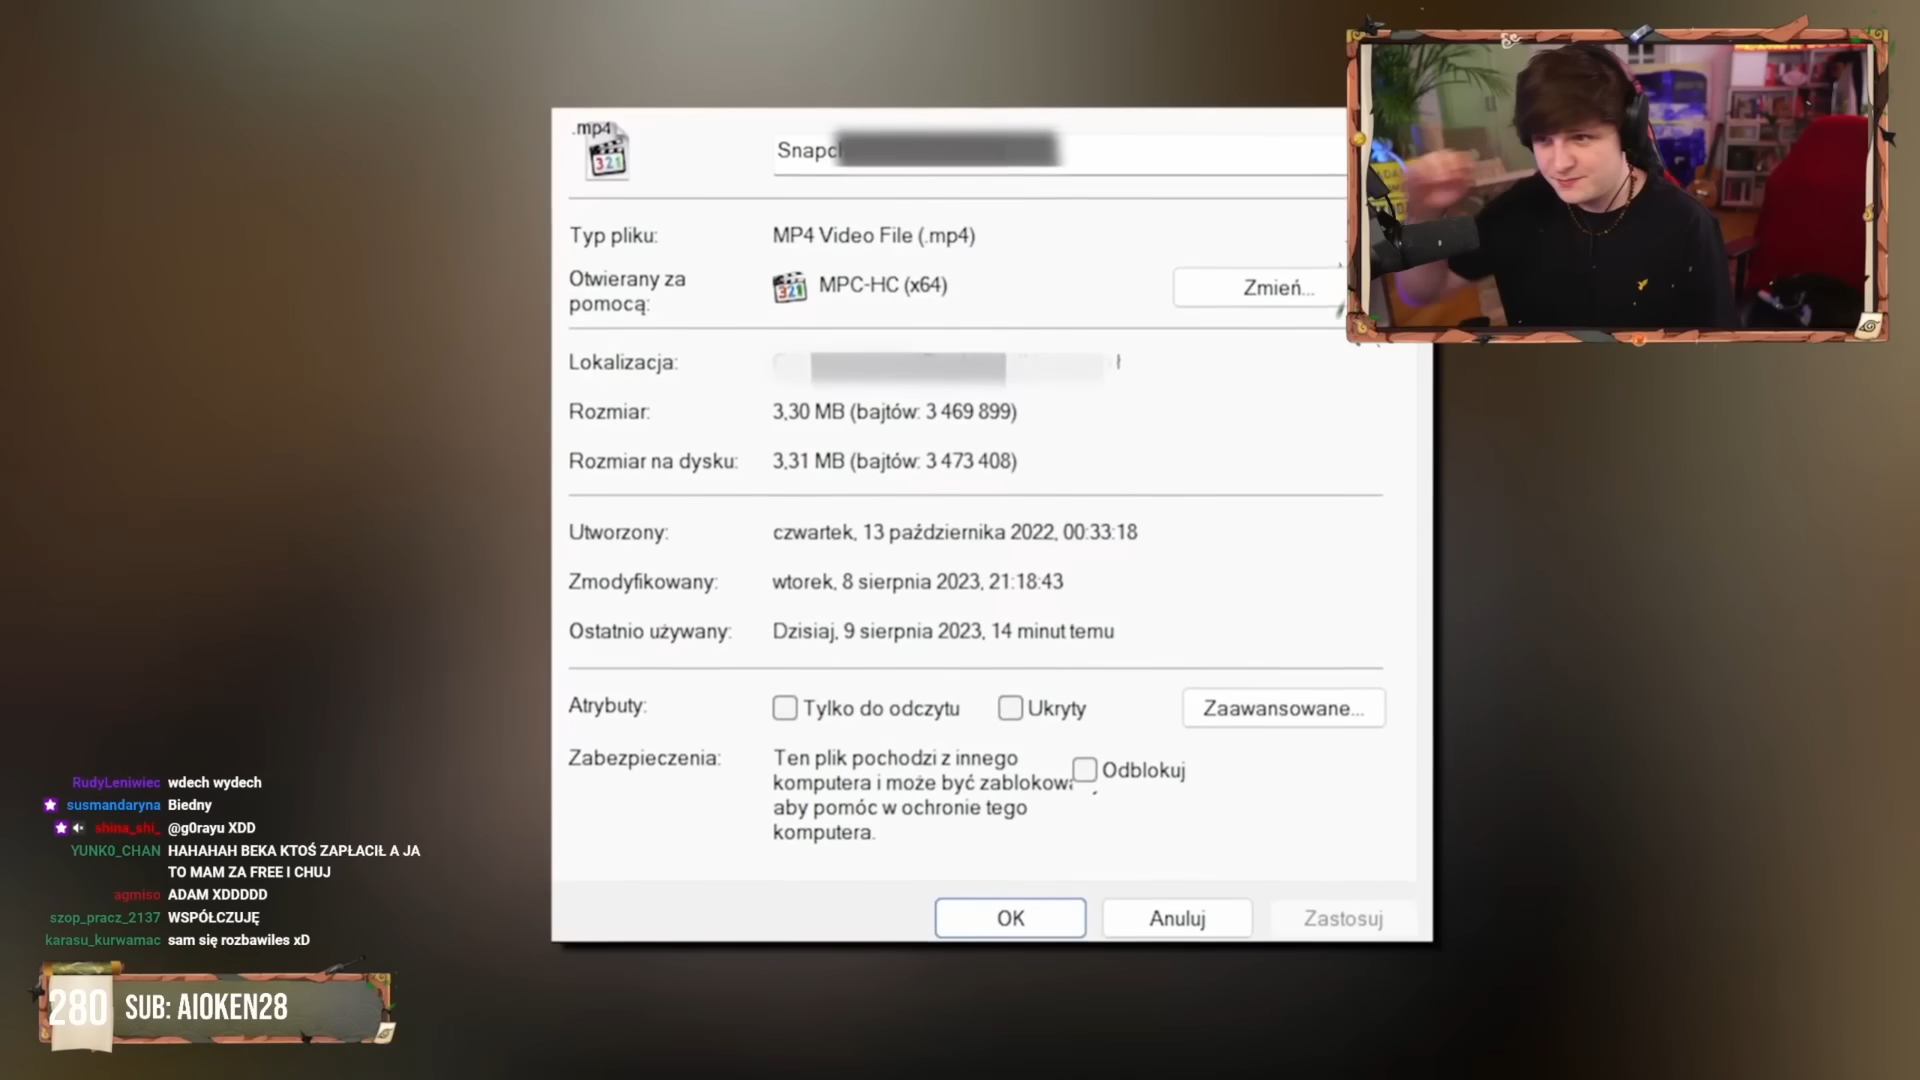 .mp4
321
Snapc
Typ pliku:
MP4 Video File (.mp4)
Otwierany za
pomocą:
321
MPC-HC (x64)
Zmień...
Lokalizacja:
Rozmiar:
3,30 MB (bajtów: 3 469 899)
Rozmiar na dysku:
3,31 MB (bajtów: 3 473 408)
Utworzony:
czwartek, 13 października 2022, 00:33:18
Zmodyfikowany:
wtorek, 8 sierpnia 2023, 21:18:43
Ostatnio używany:
Dzisiaj, 9 sierpnia 2023, 14 minut temu
Atrybuty:
Tylko do odczytu
Ukryty
Zaawansowane...
Zabezpieczenia:
Ten plik pochodzi z innego
komputera i może być zablokow
aby pomóc w ochronie tego
komputera.
Odblokuj
OK
Anuluj
Zastosuj
RudyLeniwiec wdech wydech
susmandaryna Biedny
shina_shi_ @g0rayu XDD
YUNK0_CHAN HAHAHAH BEKA KTOŚ ZAPŁACIŁ A JA
TO MAM ZA FREE I CHUJ
agmiso ADAM XDDDDD
szop_pracz_2137 WSPÓŁCZUJĘ
karasu_kurwamac sam się rozbawiles xD
280 SUB: AIOKEN28